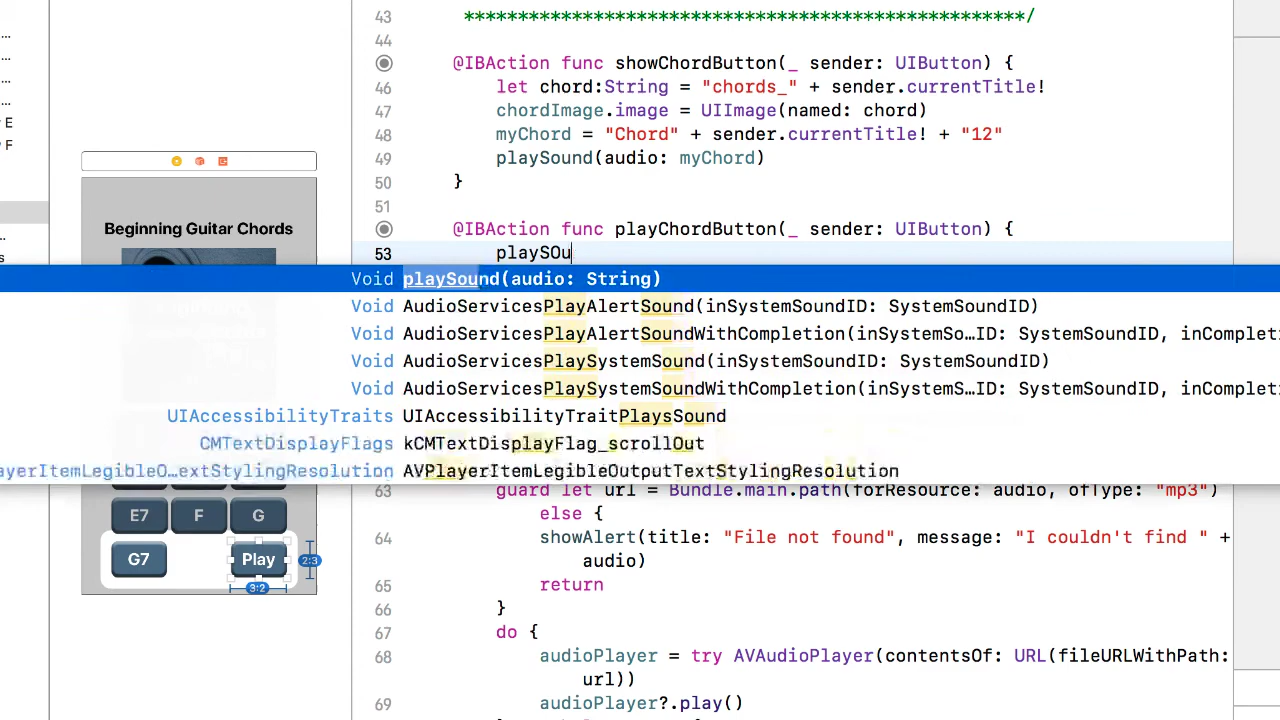 43 ****************************************************/
...
44
...
@IBAction func showChordButton(_ sender: UIButton) {
...
46 let chord:String = "chords_" + sender.currentTitle!
...
47 chordImage.image = UIImage(named: chord)
E
48 myChord = "Chord" + sender.currentTitle! + "12"
F
49 playSound(audio: myChord)
50 }
51
Beginning Guitar Chords
@IBAction func playChordButton(_ sender: UIButton) {
53 playSOu
Void playSound(audio: String)
Void AudioServicesPlayAlertSound(inSystemSoundID: SystemSoundID)
Void AudioServicesPlayAlertSoundWithCompletion(inSystemSo…ID: SystemSoundID, inCompleti
Void AudioServicesPlaySystemSound(inSystemSoundID: SystemSoundID)
Void AudioServicesPlaySystemSoundWithCompletion(inSystemS…ID: SystemSoundID, inCompleti
UIAccessibilityTraits UIAccessibilityTraitPlaysSound
CMTextDisplayFlags kCMTextDisplayFlag_scrollOut
ayerItemLegibleO…extStylingResolution AVPlayerItemLegibleOutputTextStylingResolution
63 guard let url = Bundle.main.path(forResource: audio, ofType: "mp3")
else {
E7 F G
64 showAlert(title: "File not found", message: "I couldn't find " +
audio)
G7 Play 2:3
65 return
3:2
66 }
67 do {
68 audioPlayer = try AVAudioPlayer(contentsOf: URL(fileURLWithPath:
url))
69 audioPlayer?.play()